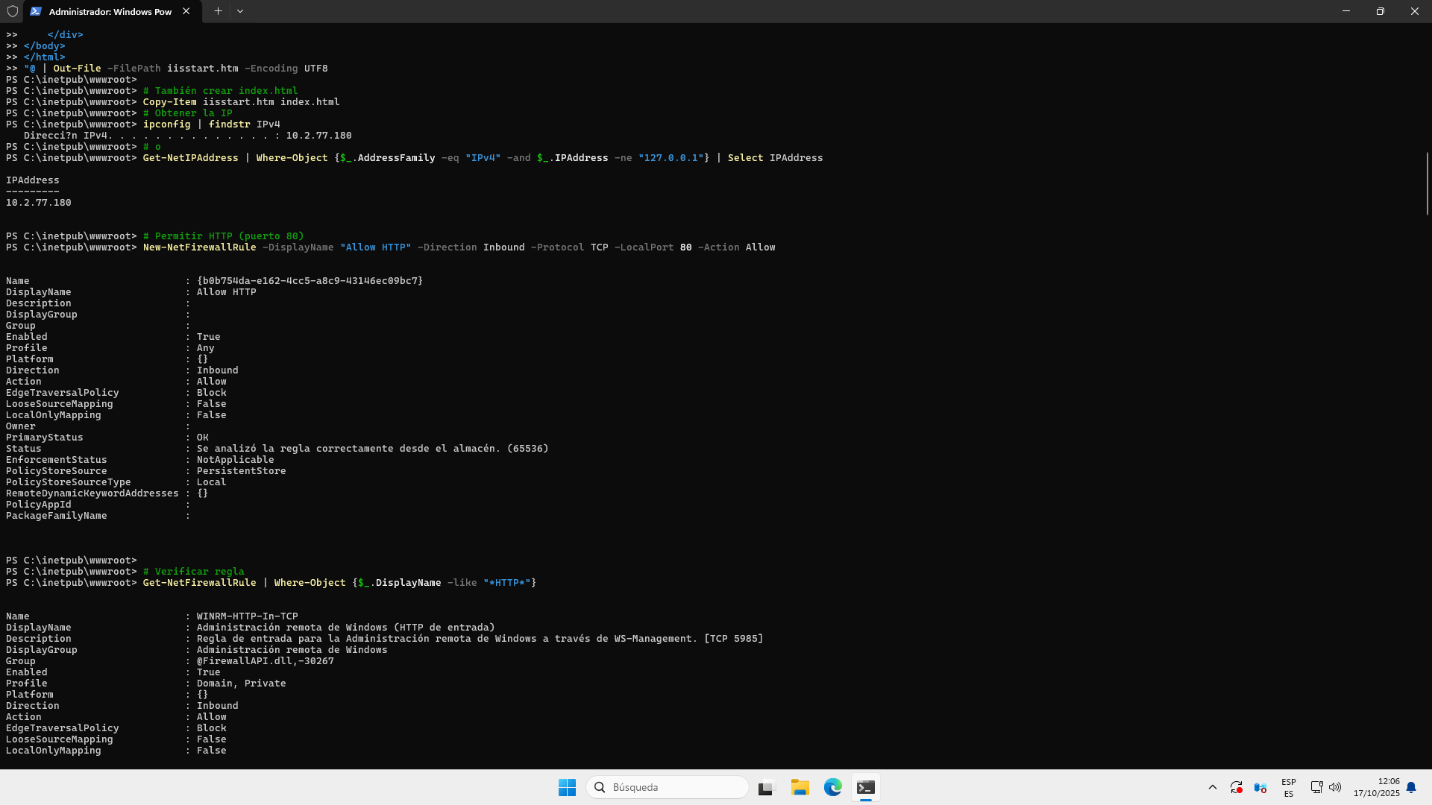 Administrador: Windows Pow
>>     </div>
>> </body>
>> </html>
>> "@ | Out-File -FilePath iisstart.htm -Encoding UTF8
PS C:\inetpub\wwwroot>
PS C:\inetpub\wwwroot> # También crear index.html
PS C:\inetpub\wwwroot> Copy-Item iisstart.htm index.html
PS C:\inetpub\wwwroot> # Obtener la IP
PS C:\inetpub\wwwroot> ipconfig | findstr IPv4
   Direcci?n IPv4. . . . . . . . . . . . . . : 10.2.77.180
PS C:\inetpub\wwwroot> # o
PS C:\inetpub\wwwroot> Get-NetIPAddress | Where-Object {$_.AddressFamily -eq "IPv4" -and $_.IPAddress -ne "127.0.0.1"} | Select IPAddress
IPAddress
---------
10.2.77.180
PS C:\inetpub\wwwroot> # Permitir HTTP (puerto 80)
PS C:\inetpub\wwwroot> New-NetFirewallRule -DisplayName "Allow HTTP" -Direction Inbound -Protocol TCP -LocalPort 80 -Action Allow
Name                          : {b0b754da-e162-4cc5-a8c9-43146ec09bc7}
DisplayName                   : Allow HTTP
Description                   :
DisplayGroup                  :
Group                         :
Enabled                       : True
Profile                       : Any
Platform                      : {}
Direction                     : Inbound
Action                        : Allow
EdgeTraversalPolicy           : Block
LooseSourceMapping            : False
LocalOnlyMapping              : False
Owner                         :
PrimaryStatus                 : OK
Status                        : Se analizó la regla correctamente desde el almacén. (65536)
EnforcementStatus             : NotApplicable
PolicyStoreSource             : PersistentStore
PolicyStoreSourceType         : Local
RemoteDynamicKeywordAddresses : {}
PolicyAppId                   :
PackageFamilyName             :
PS C:\inetpub\wwwroot>
PS C:\inetpub\wwwroot> # Verificar regla
PS C:\inetpub\wwwroot> Get-NetFirewallRule | Where-Object {$_.DisplayName -like "*HTTP*"}
Name                          : WINRM-HTTP-In-TCP
DisplayName                   : Administración remota de Windows (HTTP de entrada)
Description                   : Regla de entrada para la Administración remota de Windows a través de WS-Management. [TCP 5985]
DisplayGroup                  : Administración remota de Windows
Group                         : @FirewallAPI.dll,-30267
Enabled                       : True
Profile                       : Domain, Private
Platform                      : {}
Direction                     : Inbound
Action                        : Allow
EdgeTraversalPolicy           : Block
LooseSourceMapping            : False
LocalOnlyMapping              : False
Búsqueda
ESP
ES
12:06
17/10/2025